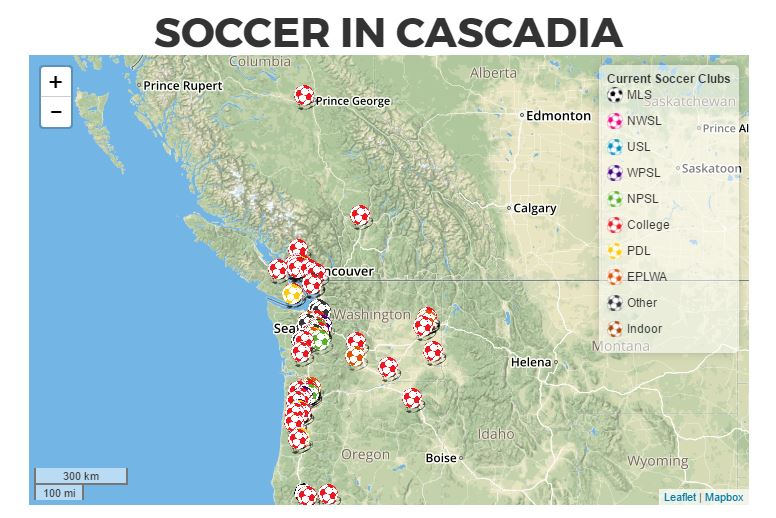 SOCCER IN CASCADIA
Columbia
Alberta
+
−
Prince Rupert
Prince George
Edmonton
Calgary
Saskatchewan
Prince Al
Saskatoon
Current Soccer Clubs
MLS
NWSL
USL
WPSL
NPSL
College
PDL
EPLWA
Other
Indoor
ncouver
Washington
Sea
Helena
Montana
Idaho
Oregon
Boise
Wyoming
300 km
100 mi
Leaflet | Mapbox